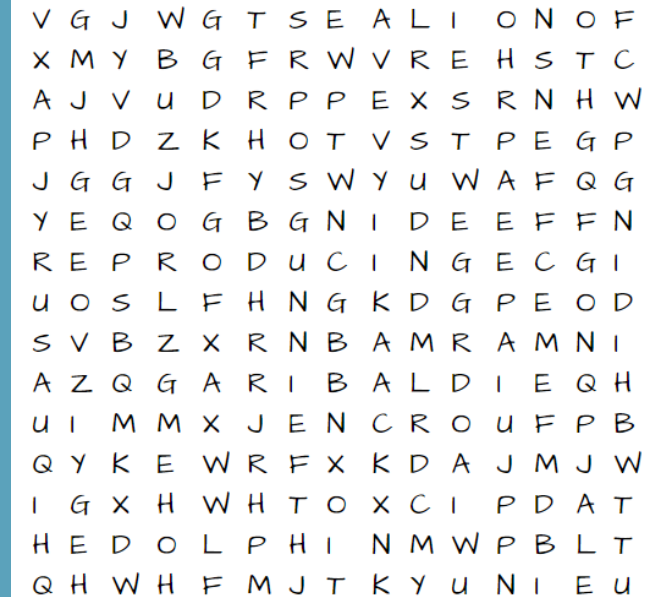 V G J W G T S E A L I O N O F
X M Y B G F R W V R E H S T C
A J V U D R P P E X S R N H W
P H D Z K H O T V S T P E G P
J G G J F Y S W Y U W A F Q G
Y E Q O G B G N I D E E F F N
R E P R O D U C I N G E C G I
U O S L F H N G K D G P E O D
S V B Z X R N B A M R A M N I
A Z Q G A R I B A L D I E Q H
U I M M X J E N C R O U F P B
Q Y K E W R F X K D A J M J W
I G X H W H T O X C I P D A T
H E D O L P H I N M W P B L T
Q H W H F M J T K Y U N I E U